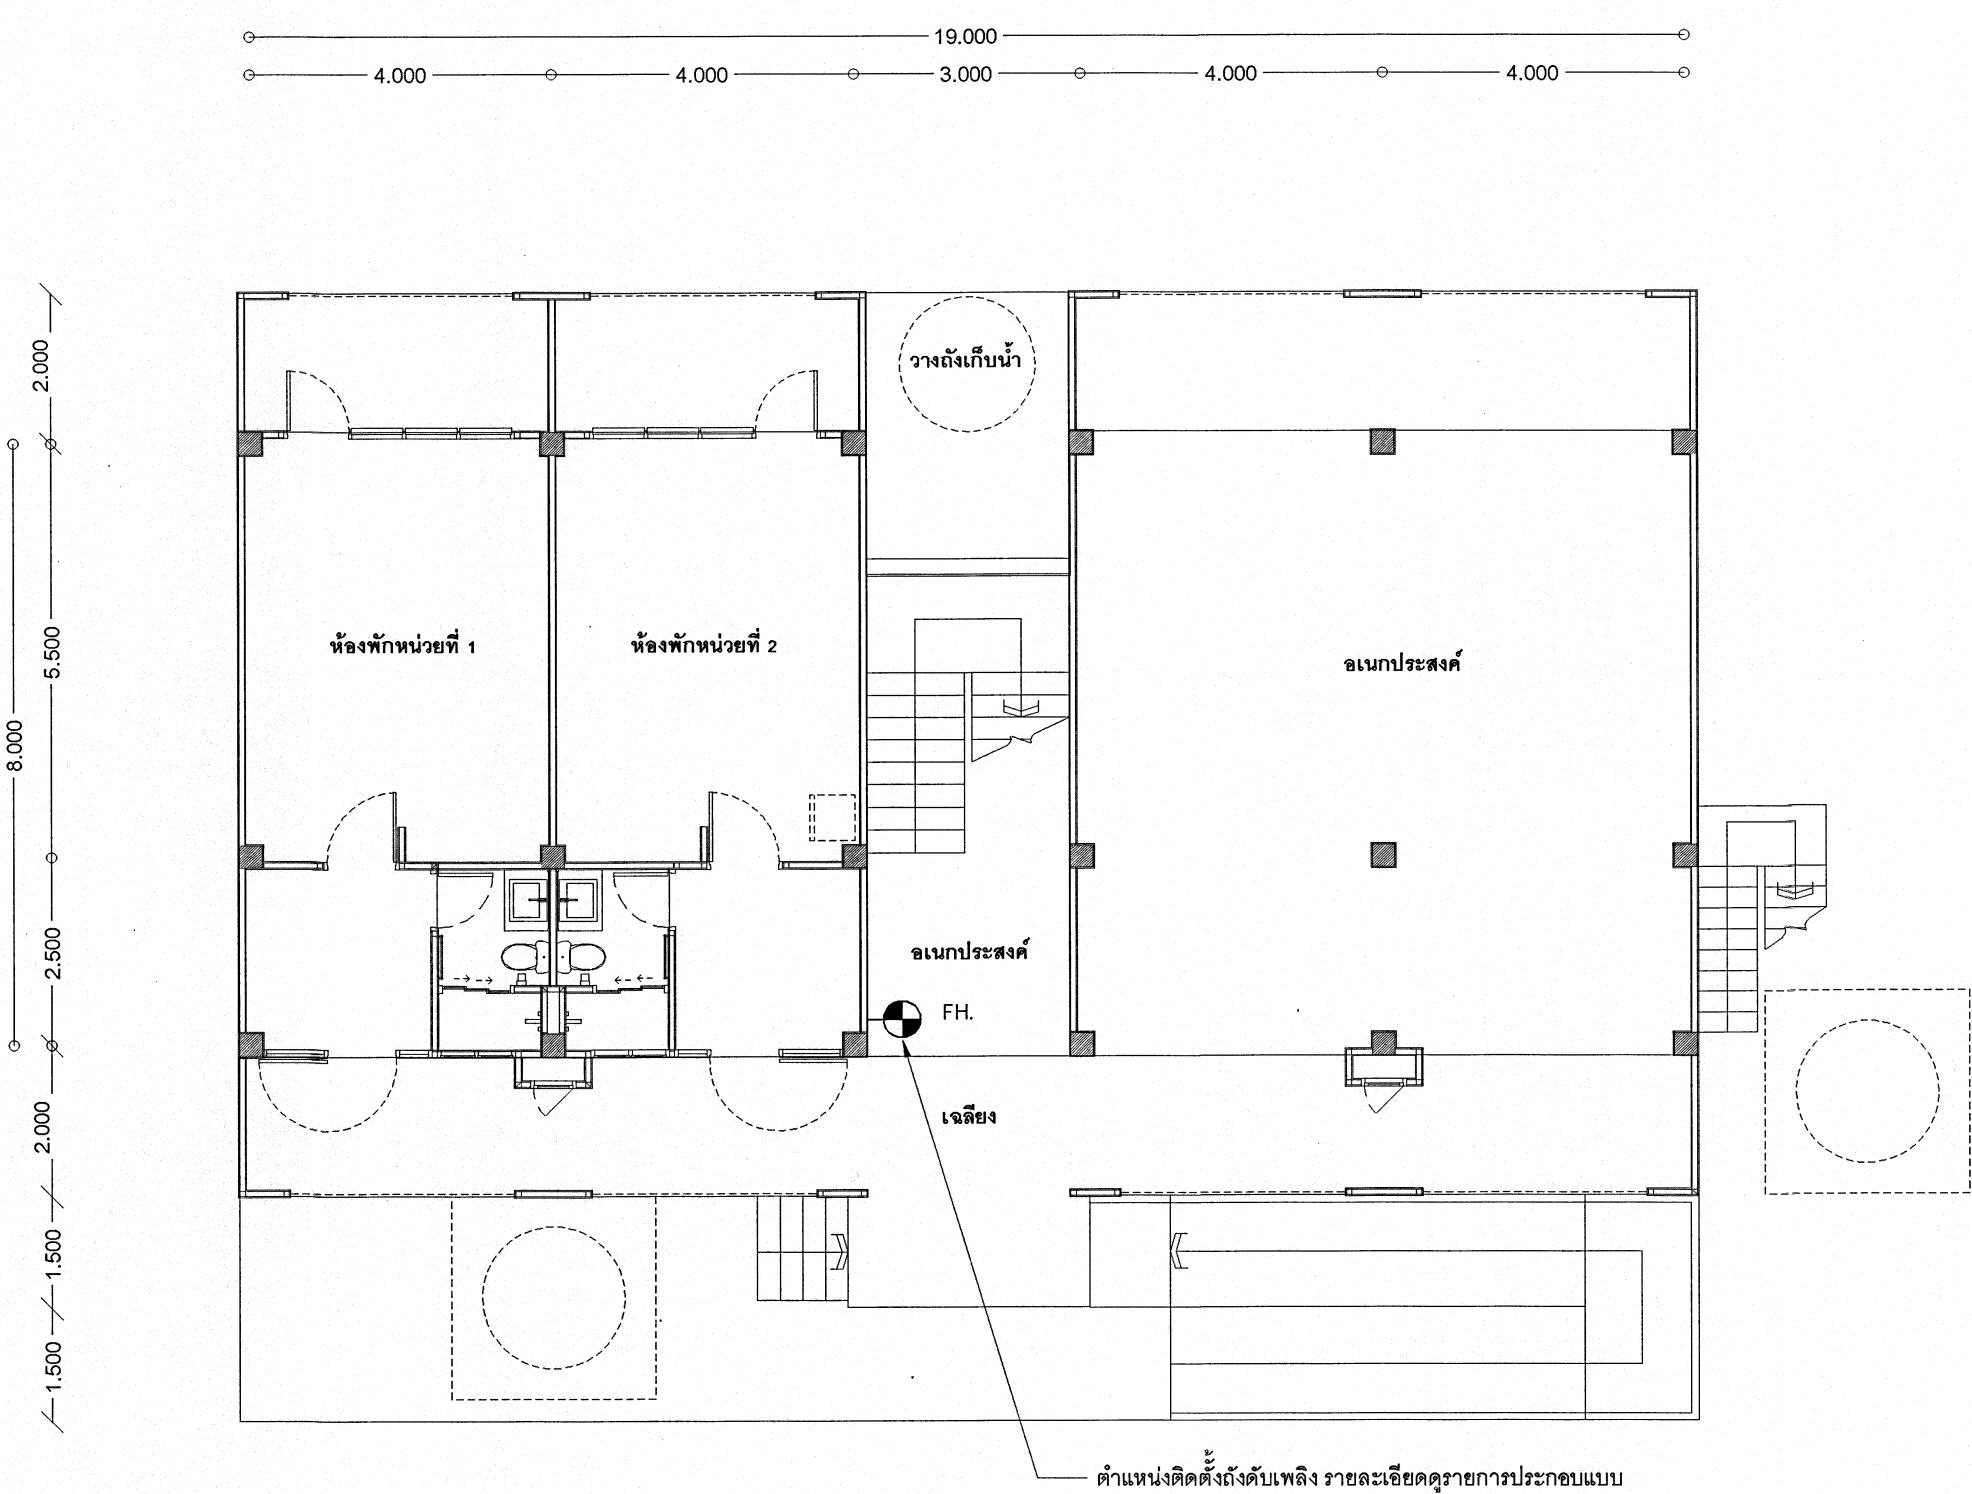 19.000
4.000 4.000 3.000 4.000 4.000
2.000
วางถังเก็บน้ำ
5.500
8.000
ห้องพักหน่วยที่ 1
ห้องพักหน่วยที่ 2
อเนกประสงค์
2.500
อเนกประสงค์
FH.
2.000
เฉลียง
1.500
1.500
ตำแหน่งติดตั้งถังดับเพลิง รายละเอียดดูรายการประกอบแบบ